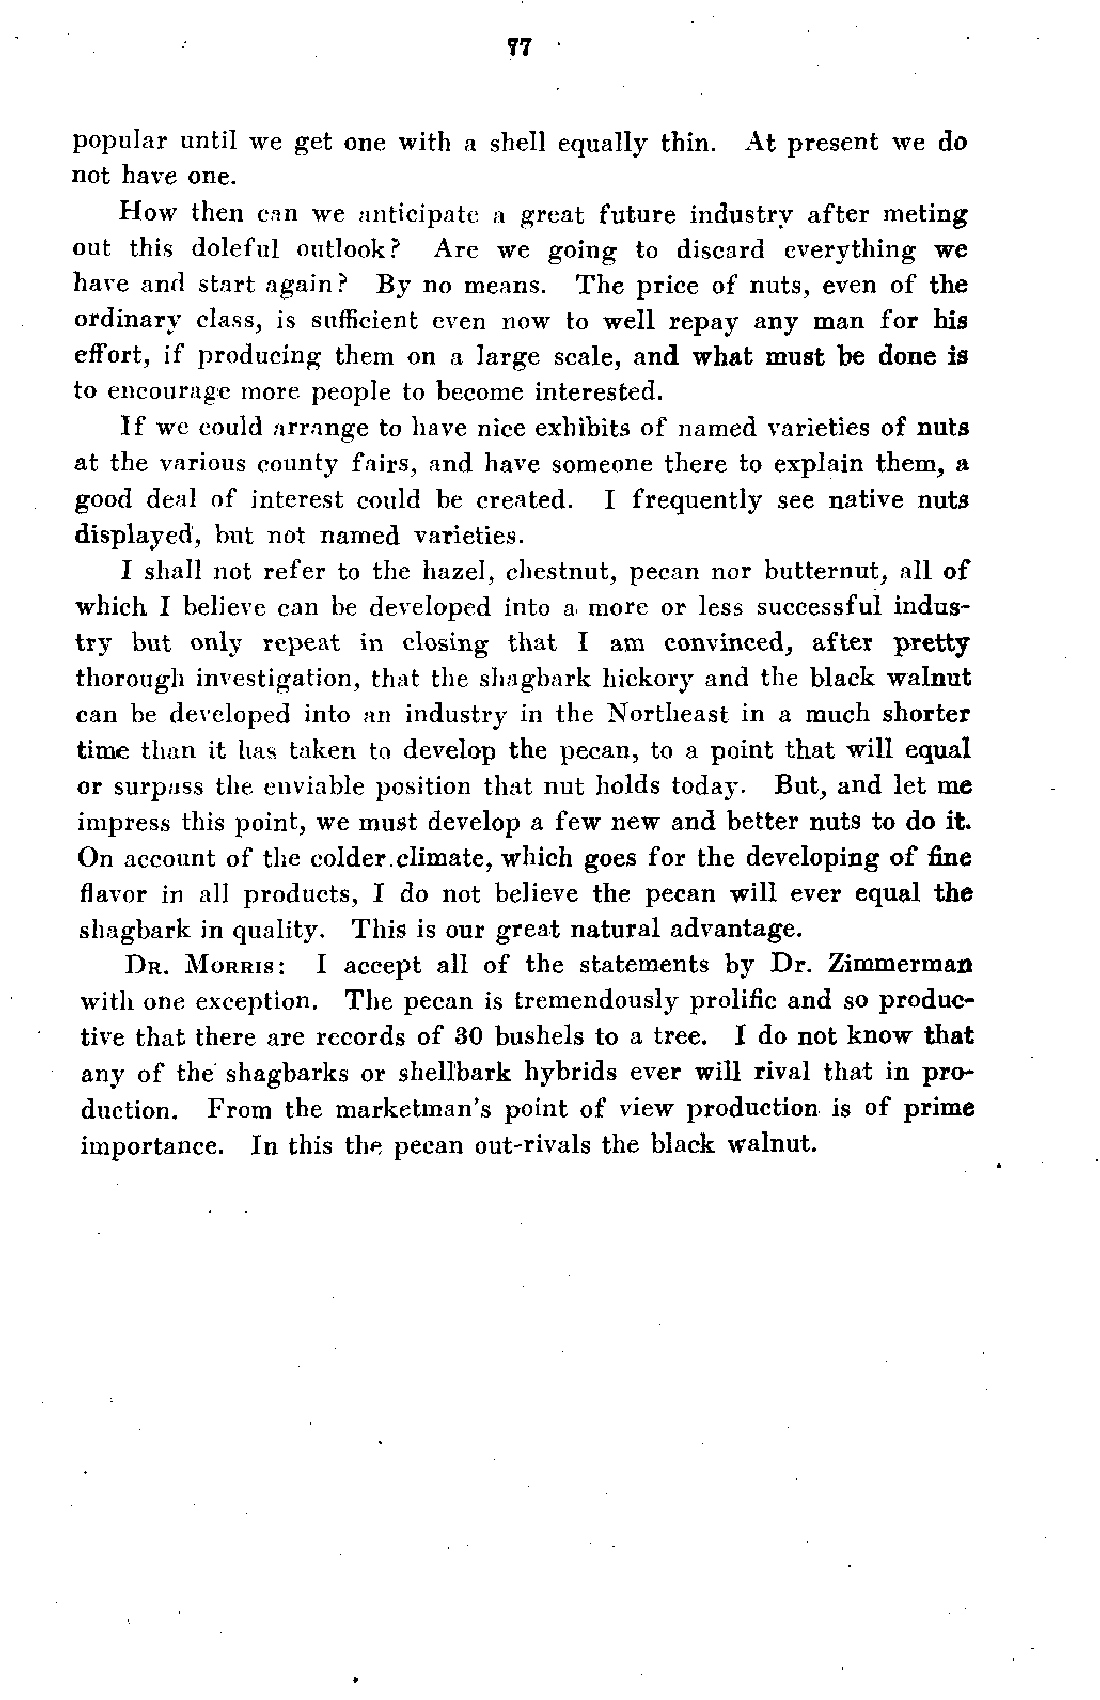 77
popular until we get one with a shell equally thin. At present we do
not have one.
How then can we anticipate a great future industry after meting
out this doleful outlook? Are we going to discard everything we
have and start again? By no means. The price of nuts, even of the
ordinary class, is sufficient even now to well repay any man for his
effort, if producing them on a large scale, and what must be done is
to encourage more people to become interested.
If we could arrange to have nice exhibits of named varieties of nuts
at the various county fairs, and have someone there to explain them, a
good deal of interest could be created. I frequently see native nuts
displayed, but not named varieties.
I shall not refer to the hazel, chestnut, pecan nor butternut, all of
which I believe can be developed into a more or less successful indus-
try but only repeat in closing that I am convinced, after pretty
thorough investigation, that the shagbark hickory and the black walnut
can be developed into an industry in the Northeast in a much shorter
time than it has taken to develop the pecan, to a point that will equal
or surpass the enviable position that nut holds today. But, and let me
impress this point, we must develop a few new and better nuts to do it.
On account of the colder climate, which goes for the developing of fine
flavor in all products, I do not believe the pecan will ever equal the
shagbark in quality. This is our great natural advantage.
DR. MORRIS: I accept all of the statements by Dr. Zimmerman
with one exception. The pecan is tremendously prolific and so produc-
tive that there are records of 30 bushels to a tree. I do not know that
any of the shagbarks or shellbark hybrids ever will rival that in pro-
duction. From the marketman's point of view production is of prime
importance. In this the pecan out-rivals the black walnut.